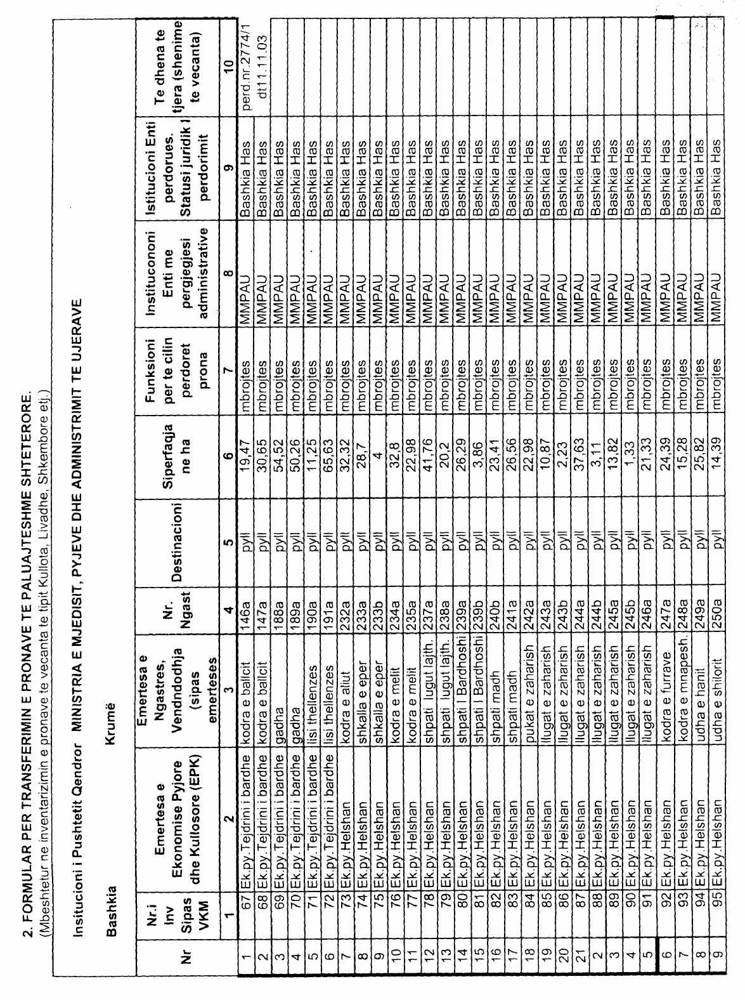 2. FORMULAR PER TRANSFERIMIN E PRONAVE TE PALUAJTESHME SHTETERORE.
(Mbeshtetur ne inventarizimin e pronave te vecanta te tipit Kullota, Livadhe, Shkembore etj.)
Insitucioni i Pushtetit Qendror MINISTRIA E MJEDISIT, PYJEVE DHE ADMINISTRIMIT TE UJERAVE
Bashkia Krumë
Nr | Nr.i Inv Sipas VKM | Emertesa e Ekonomise Pyjore dhe Kullosore (EPK) | Emertesa e Ngastres, Vendndodhja (sipas emerteses | Nr. Ngast | Destinacioni | Siperfaqja ne ha | Funksioni per te cilin perdoret prona | Institucononi Enti me pergjegjesi administrative | Istitucioni Enti perdorues. Statusi juridik I perdorimit | Te dhena te tjera (shenime te vecanta)
1 | 2 | 3 | 4 | 5 | 6 | 7 | 8 | 9 | 10
1 | 67 | Ek.py.Tejdrini i bardhe | kodra e ballcit | 146a | pyll | 19,47 | mbrojtes | MMPAU | Bashkia Has | perd.nr.2774/1
2 | 68 | Ek.py.Tejdrini i bardhe | kodra e ballcit | 147a | pyll | 30,65 | mbrojtes | MMPAU | Bashkia Has | dt11.11.03
3 | 69 | Ek.py.Tejdrini i bardhe | gadha | 188a | pyll | 54,52 | mbrojtes | MMPAU | Bashkia Has
4 | 70 | Ek.py.Tejdrini i bardhe | gadha | 189a | pyll | 50,26 | mbrojtes | MMPAU | Bashkia Has
5 | 71 | Ek.py.Tejdrini i bardhe | lisi thellenzes | 190a | pyll | 11,25 | mbrojtes | MMPAU | Bashkia Has
6 | 72 | Ek.py.Tejdrini i bardhe | lisi thellenzes | 191a | pyll | 65,63 | mbrojtes | MMPAU | Bashkia Has
7 | 73 | Ek.py.Helshan | kodra e aliut | 232a | pyll | 32,32 | mbrojtes | MMPAU | Bashkia Has
8 | 74 | Ek.py.Helshan | shkalla e eper | 233a | pyll | 28,7 | mbrojtes | MMPAU | Bashkia Has
9 | 75 | Ek.py.Helshan | shkalla e eper | 233b | pyll | 4 | mbrojtes | MMPAU | Bashkia Has
10 | 76 | Ek.py.Helshan | kodra e melit | 234a | pyll | 32,8 | mbrojtes | MMPAU | Bashkia Has
11 | 77 | Ek.py.Helshan | kodra e melit | 235a | pyll | 22,98 | mbrojtes | MMPAU | Bashkia Has
12 | 78 | Ek.py.Helshan | shpati lugut lajth. | 237a | pyll | 41,76 | mbrojtes | MMPAU | Bashkia Has
13 | 79 | Ek.py.Helshan | shpati lugut lajth. | 238a | pyll | 20,2 | mbrojtes | MMPAU | Bashkia Has
14 | 80 | Ek.py.Helshan | shpati I Bardhoshi | 239a | pyll | 26,29 | mbrojtes | MMPAU | Bashkia Has
15 | 81 | Ek.py.Helshan | shpati I Bardhoshi | 239b | pyll | 3,86 | mbrojtes | MMPAU | Bashkia Has
16 | 82 | Ek.py.Helshan | shpati madh | 240b | pyll | 23,41 | mbrojtes | MMPAU | Bashkia Has
17 | 83 | Ek.py.Helshan | shpati madh | 241a | pyll | 26,56 | mbrojtes | MMPAU | Bashkia Has
18 | 84 | Ek.py.Helshan | pukat e zaharish | 242a | pyll | 22,98 | mbrojtes | MMPAU | Bashkia Has
19 | 85 | Ek.py.Helshan | llugat e zaharish | 243a | pyll | 10,87 | mbrojtes | MMPAU | Bashkia Has
20 | 86 | Ek.py.Helshan | llugat e zaharish | 243b | pyll | 2,23 | mbrojtes | MMPAU | Bashkia Has
21 | 87 | Ek.py.Helshan | llugat e zaharish | 244a | pyll | 37,63 | mbrojtes | MMPAU | Bashkia Has
2 | 88 | Ek.py.Helshan | llugat e zaharish | 244b | pyll | 3,11 | mbrojtes | MMPAU | Bashkia Has
3 | 89 | Ek.py.Helshan | llugat e zaharish | 245a | pyll | 13,82 | mbrojtes | MMPAU | Bashkia Has
4 | 90 | Ek.py.Helshan | llugat e zaharish | 245b | pyll | 1,33 | mbrojtes | MMPAU | Bashkia Has
5 | 91 | Ek.py.Helshan | llugat e zaharish | 246a | pyll | 21,33 | mbrojtes | MMPAU | Bashkia Has
6 | 92 | Ek.py.Helshan | kodra e furrave | 247a | pyll | 24,39 | mbrojtes | MMPAU | Bashkia Has
7 | 93 | Ek.py.Helshan | kodra e mnapesh. | 248a | pyll | 15,28 | mbrojtes | MMPAU | Bashkia Has
8 | 94 | Ek.py.Helshan | udha e hanit | 249a | pyll | 25,82 | mbrojtes | MMPAU | Bashkia Has
9 | 95 | Ek.py.Helshan | udha e shilorit | 250a | pyll | 14,39 | mbrojtes | MMPAU | Bashkia Has